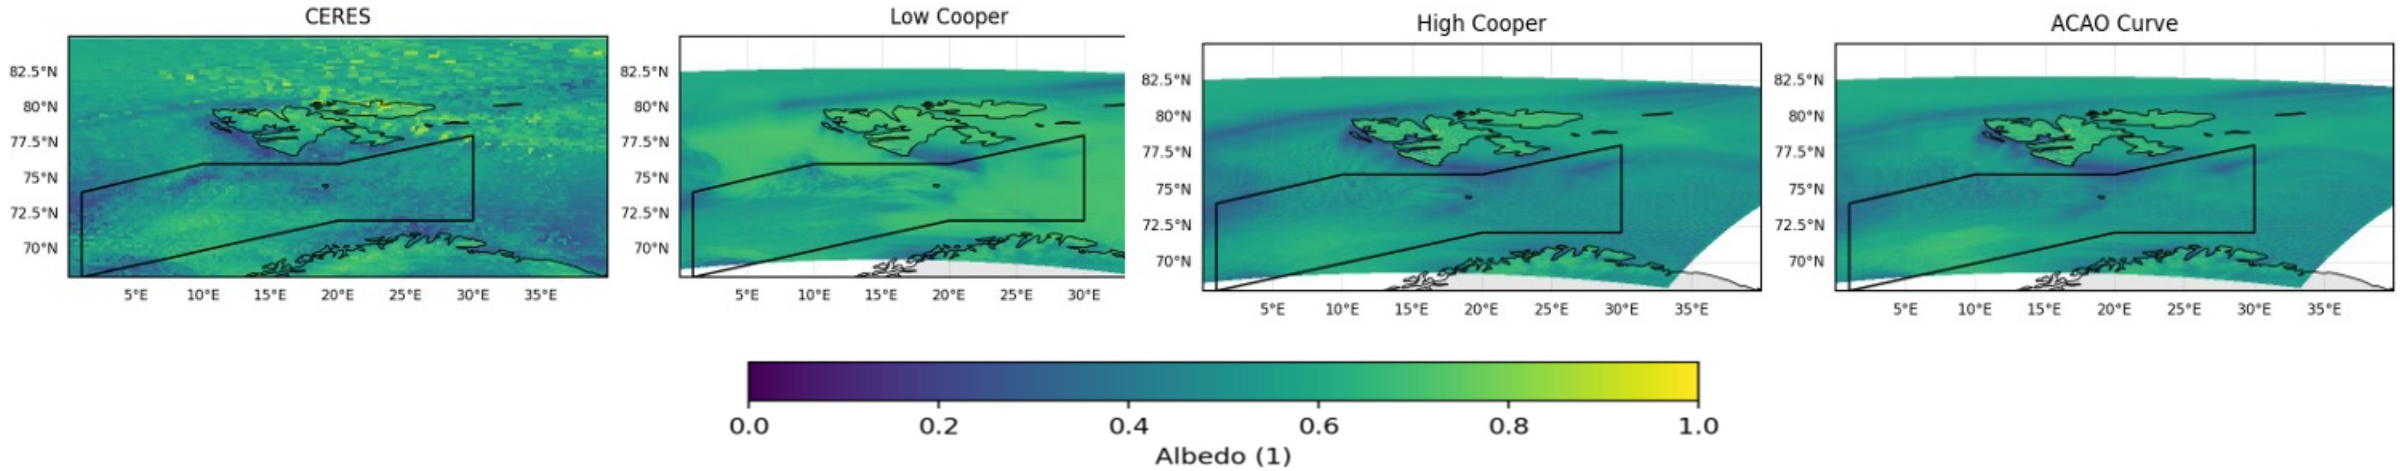 CERES
82.5°N
80°N
77.5°N
75°N
72.5°N
70°N
5°E 10°E 15°E 20°E 25°E 30°E 35°E
Low Cooper
82.5°N
80°N
77.5°N
75°N
72.5°N
70°N
5°E 10°E 15°E 20°E 25°E 30°E
High Cooper
82.5°N
80°N
77.5°N
75°N
72.5°N
70°N
5°E 10°E 15°E 20°E 25°E 30°E 35°E
ACAO Curve
82.5°N
80°N
77.5°N
75°N
72.5°N
70°N
5°E 10°E 15°E 20°E 25°E 30°E 35°E
0.0 0.2 0.4 0.6 0.8 1.0
Albedo (1)